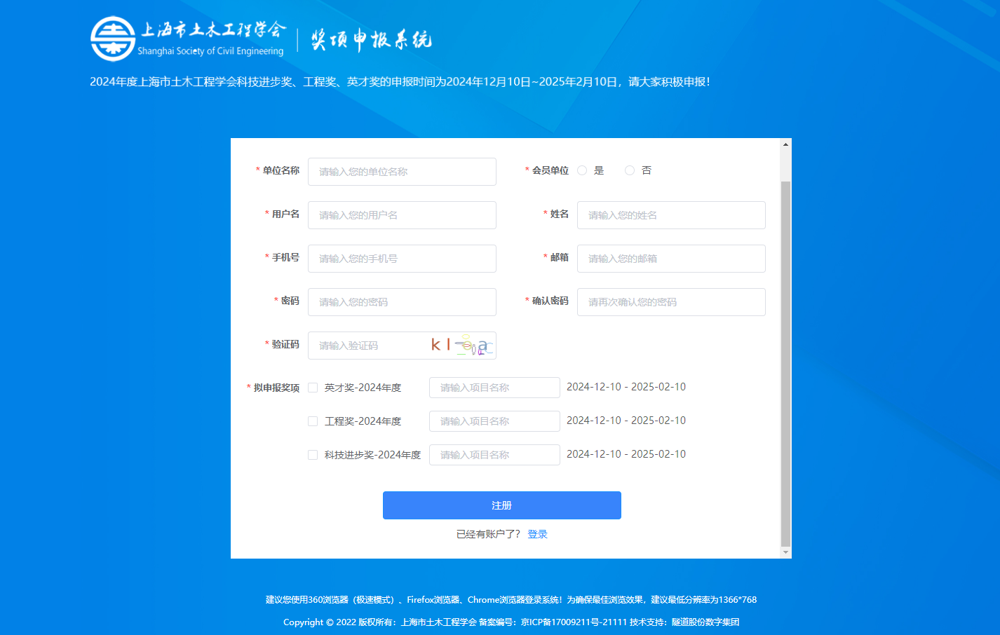 上海市土木工程学会
Shanghai Society of Civil Engineering
奖项申报系统
2024年度上海市土木工程学会科技进步奖、工程奖、英才奖的申报时间为2024年12月10日~2025年2月10日，请大家积极申报！
* 单位名称 请输入您的单位名称 * 会员单位 是 否
* 用户名 请输入您的用户名 * 姓名 请输入您的姓名
* 手机号 请输入您的手机号 * 邮箱 请输入您的邮箱
* 密码 请输入您的密码 * 确认密码 请再次确认您的密码
* 验证码 请输入验证码
* 拟申报奖项 英才奖-2024年度 请输入项目名称 2024-12-10 - 2025-02-10
工程奖-2024年度 请输入项目名称 2024-12-10 - 2025-02-10
科技进步奖-2024年度 请输入项目名称 2024-12-10 - 2025-02-10
注册
已经有账户了？ 登录
建议您使用360浏览器（极速模式）、Firefox浏览器、Chrome浏览器登录系统！为确保最佳浏览效果，建议最低分辨率为1366*768
Copyright © 2022 版权所有：上海市土木工程学会 备案编号：京ICP备17009211号-21111 技术支持：隧道股份数字集团